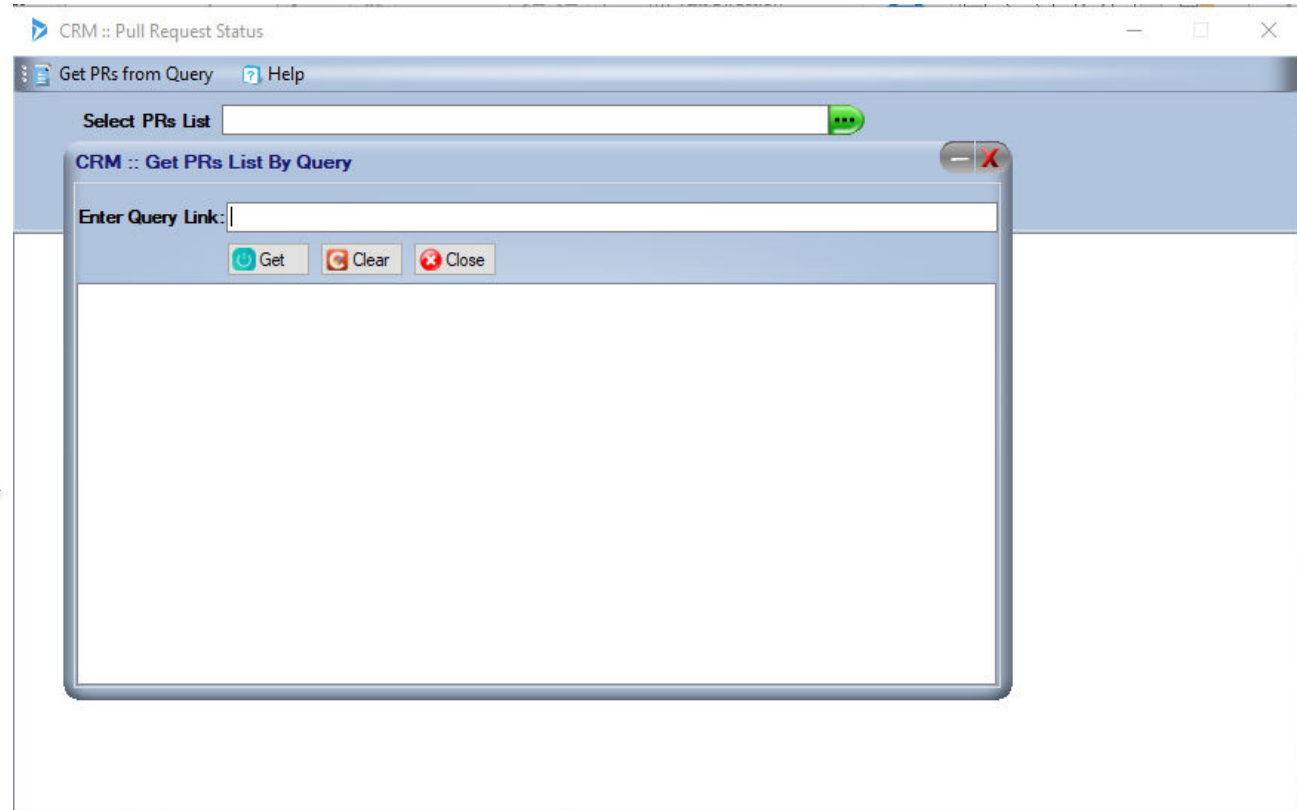 CRM :: Pull Request Status
Get PRs from Query Help
Select PRs List
CRM :: Get PRs List By Query
Enter Query Link:
Get Clear Close